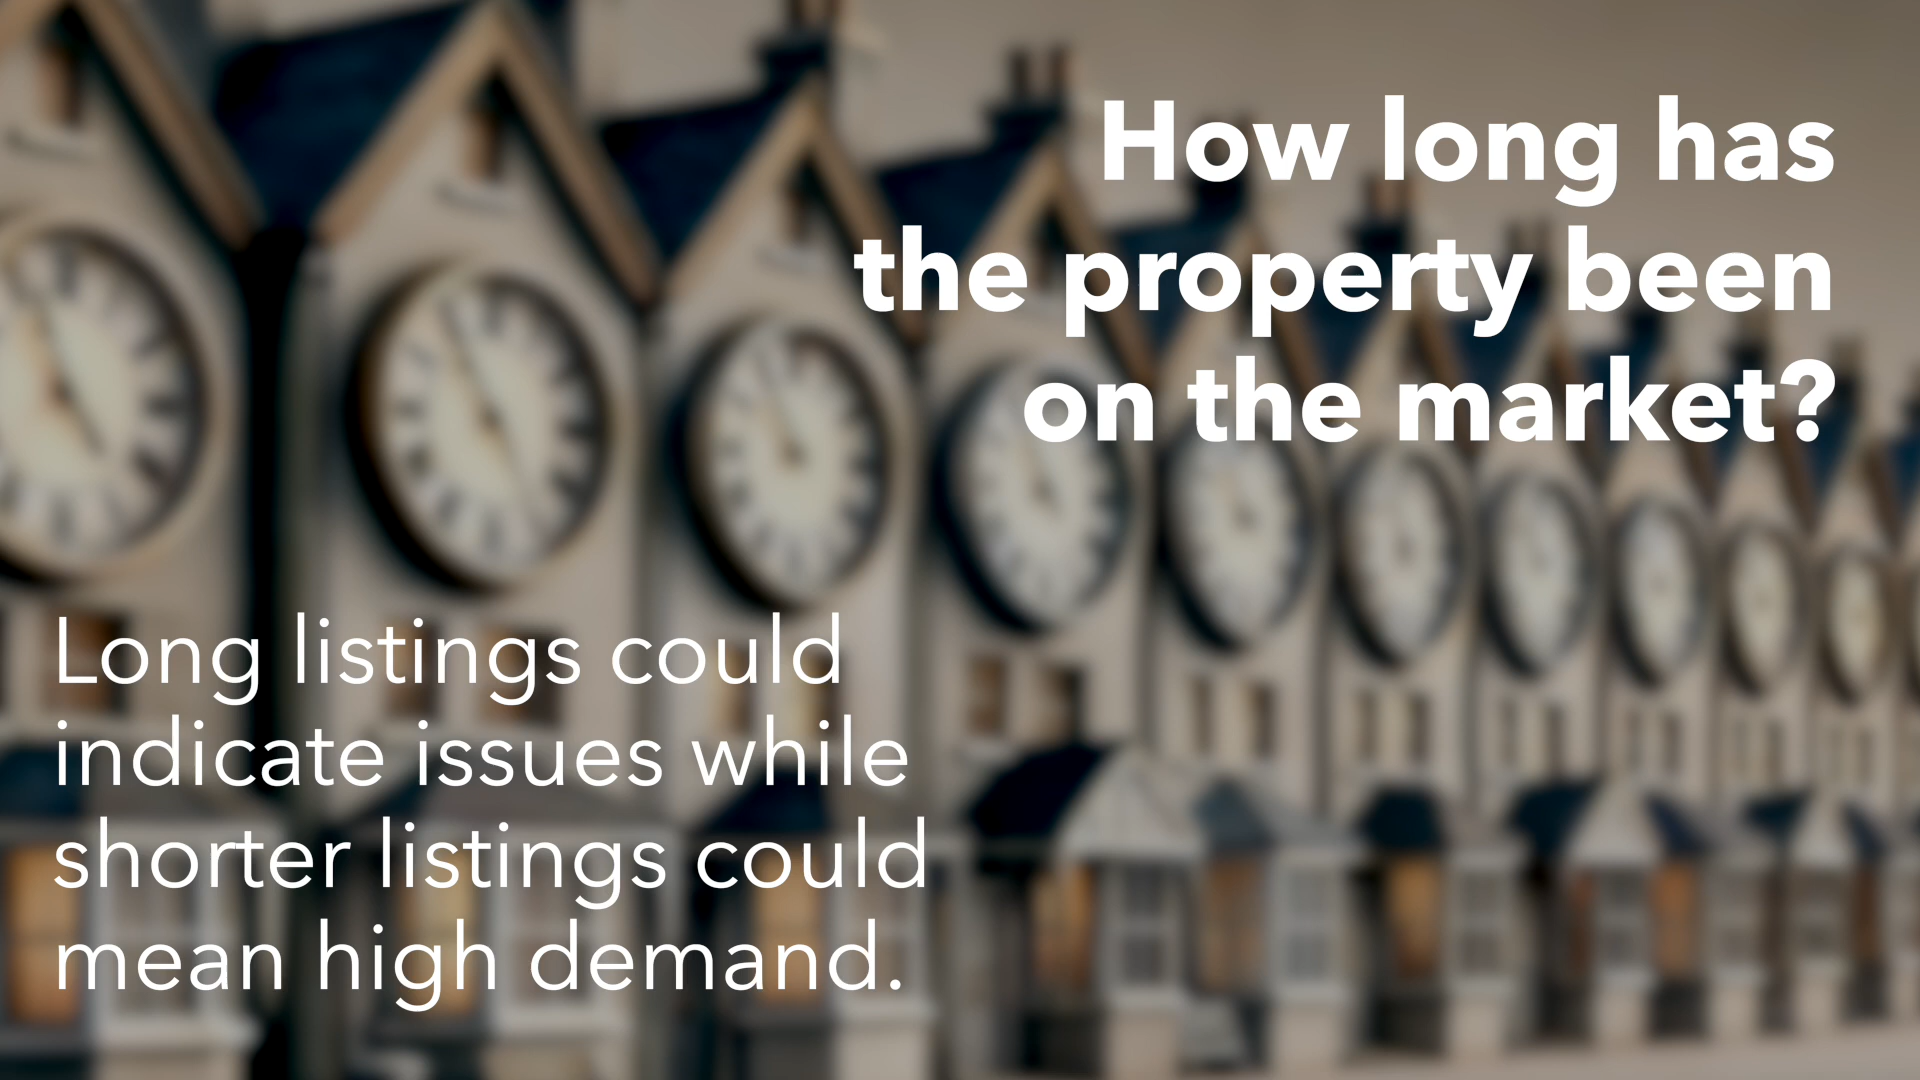 How long has
the property been
on the market?
Long listings could
indicate issues while
shorter listings could
mean high demand.